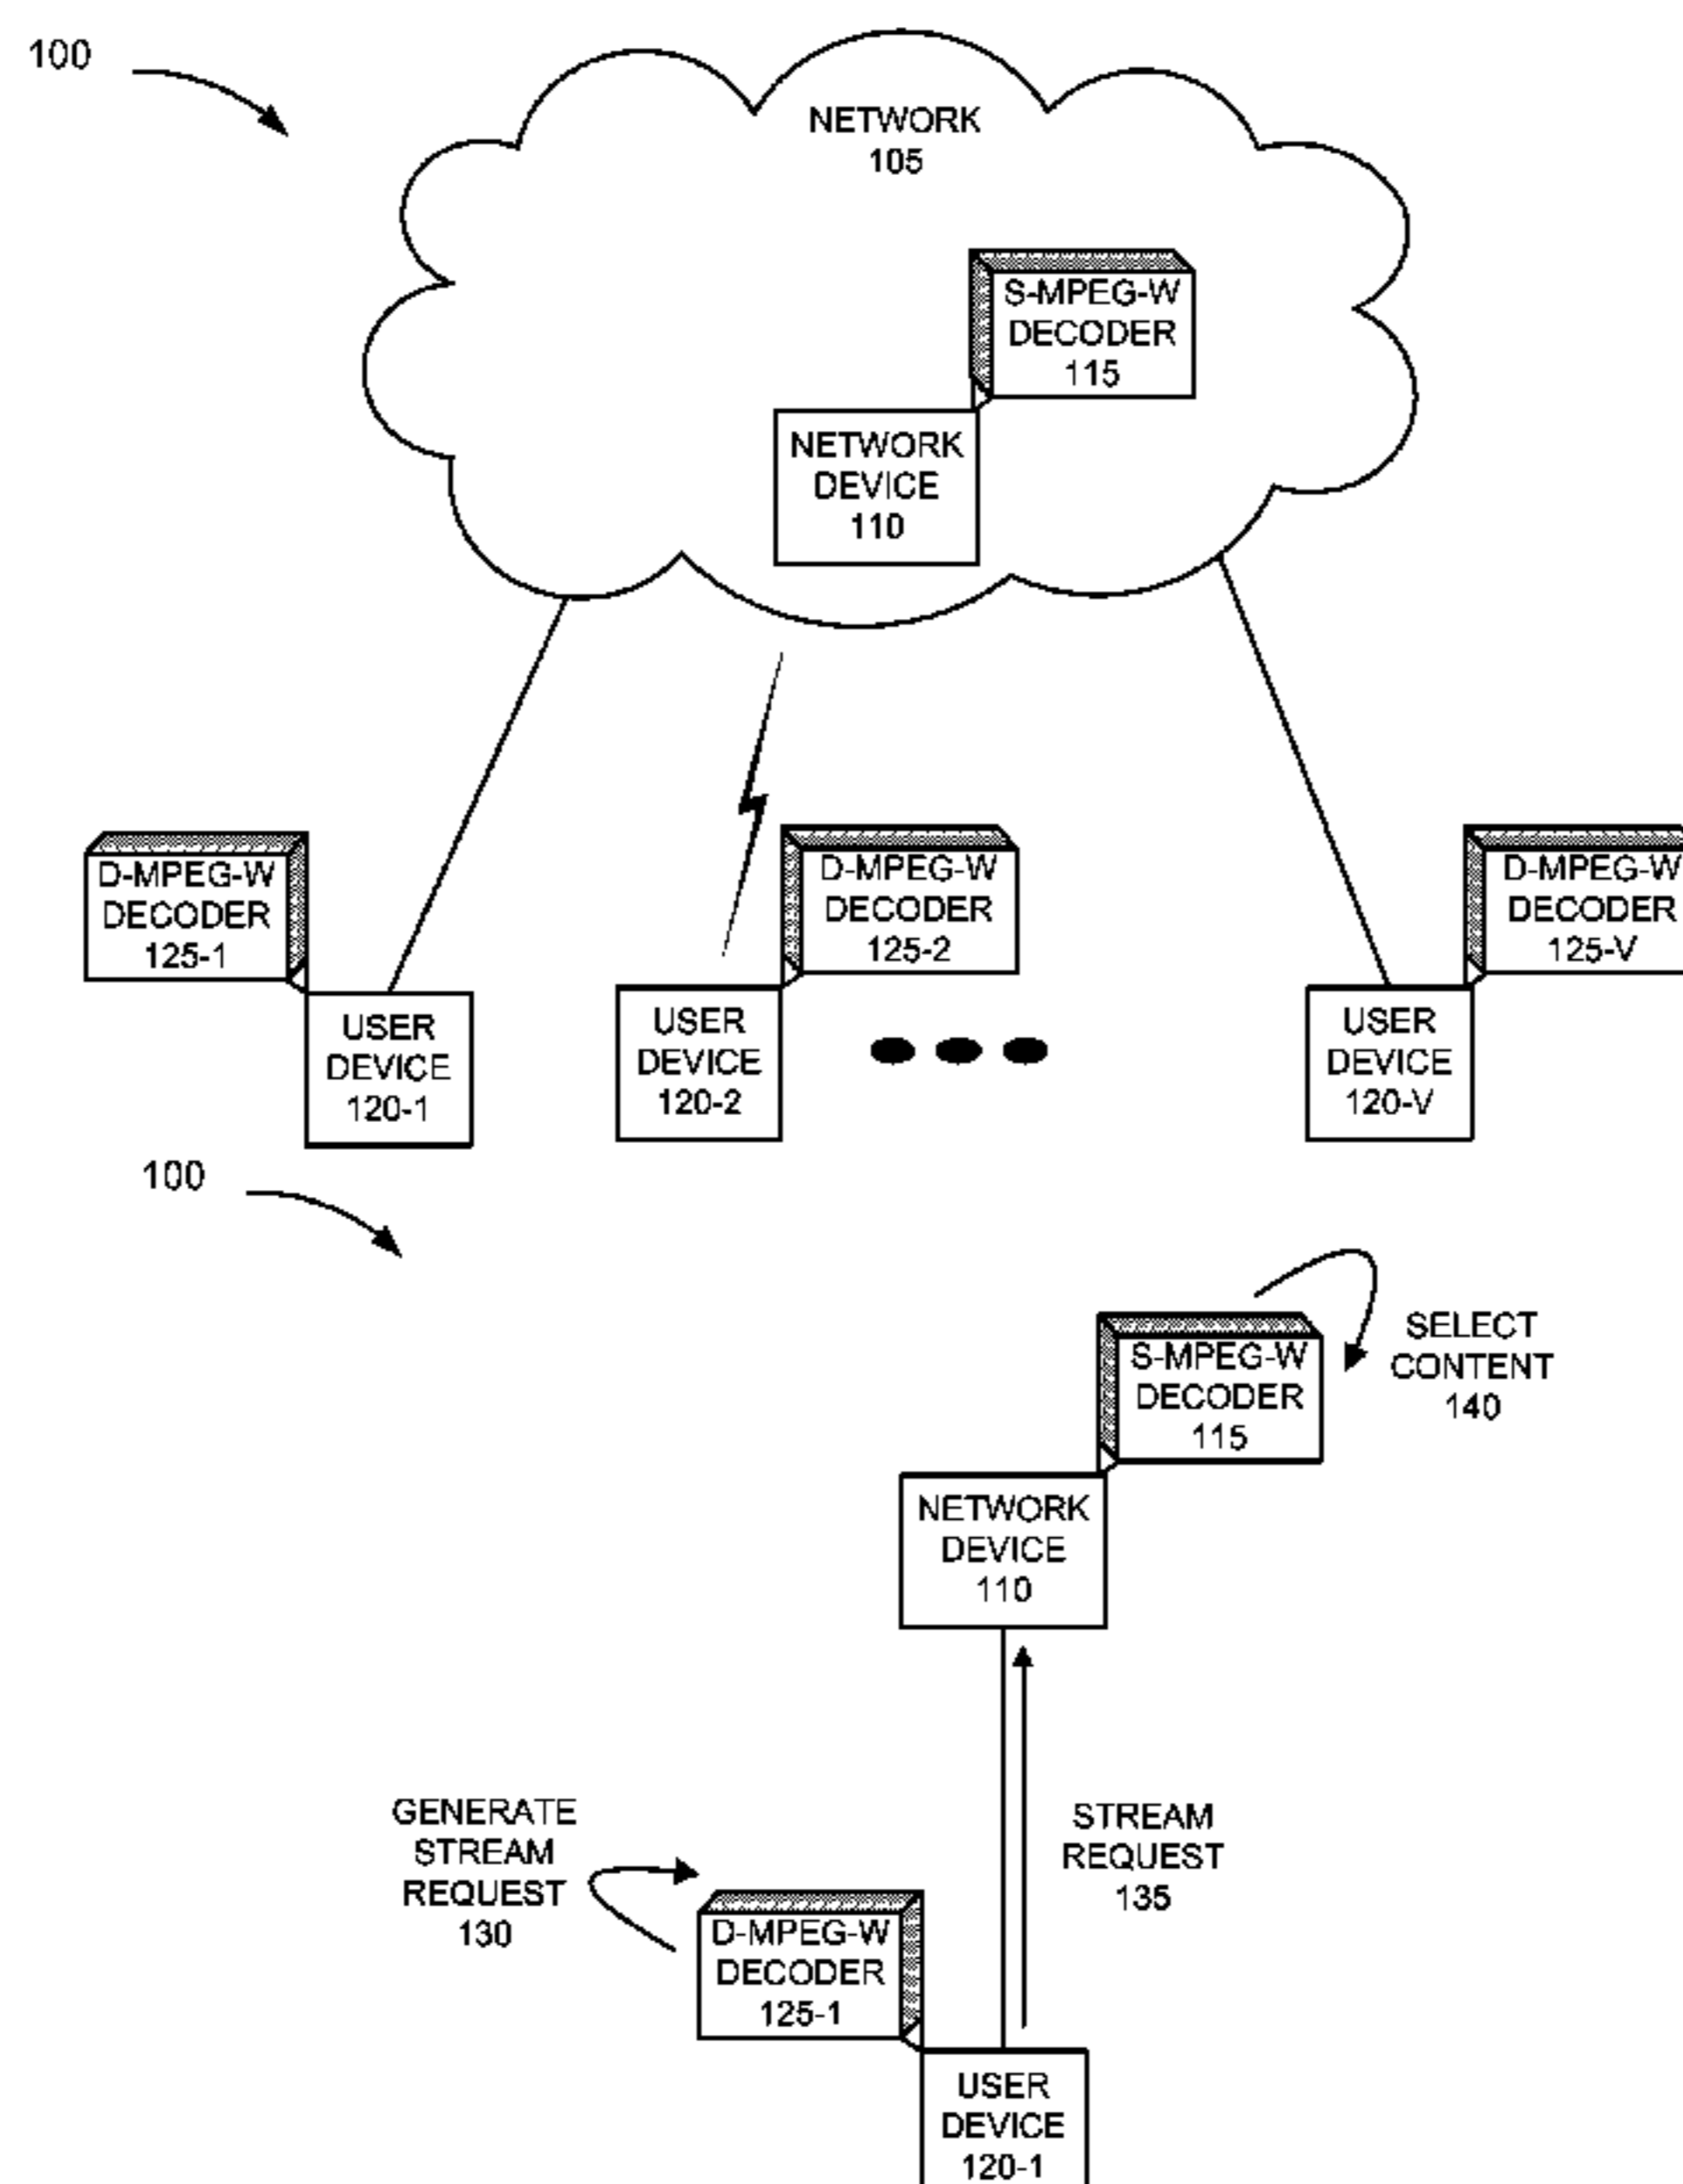 100
NETWORK
105
S-MPEG-W
DECODER
115
NETWORK
DEVICE
110
D-MPEG-W
DECODER
125-1
USER
DEVICE
120-1
D-MPEG-W
DECODER
125-2
USER
DEVICE
120-2
D-MPEG-W
DECODER
125-V
USER
DEVICE
120-V
100
S-MPEG-W
DECODER
115
SELECT
CONTENT
140
NETWORK
DEVICE
110
GENERATE
STREAM
REQUEST
130
STREAM
REQUEST
135
D-MPEG-W
DECODER
125-1
USER
DEVICE
120-1